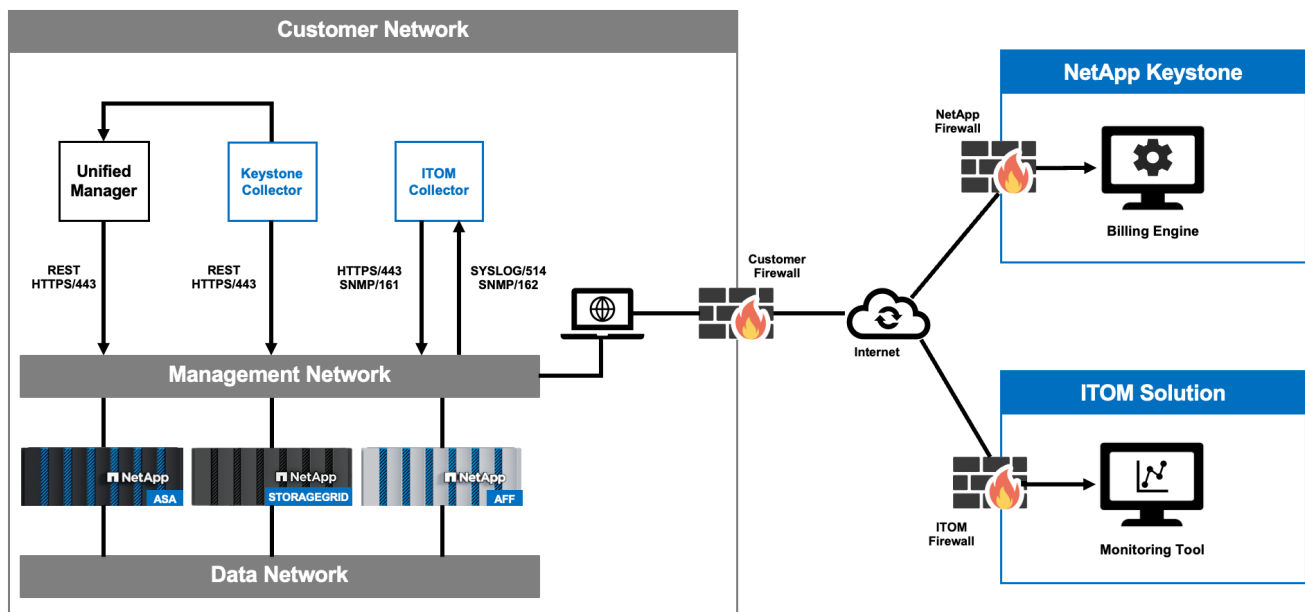 Customer Network
Unified
Manager
Keystone
Collector
ITOM
Collector
REST
HTTPS/443
REST
HTTPS/443
HTTPS/443
SNMP/161
SYSLOG/514
SNMP/162
Management Network
NetApp
ASA
NetApp
STORAGEGRID
NetApp
AFF
Data Network
Customer
Firewall
Internet
NetApp
Firewall
NetApp Keystone
Billing Engine
ITOM Solution
ITOM
Firewall
Monitoring Tool